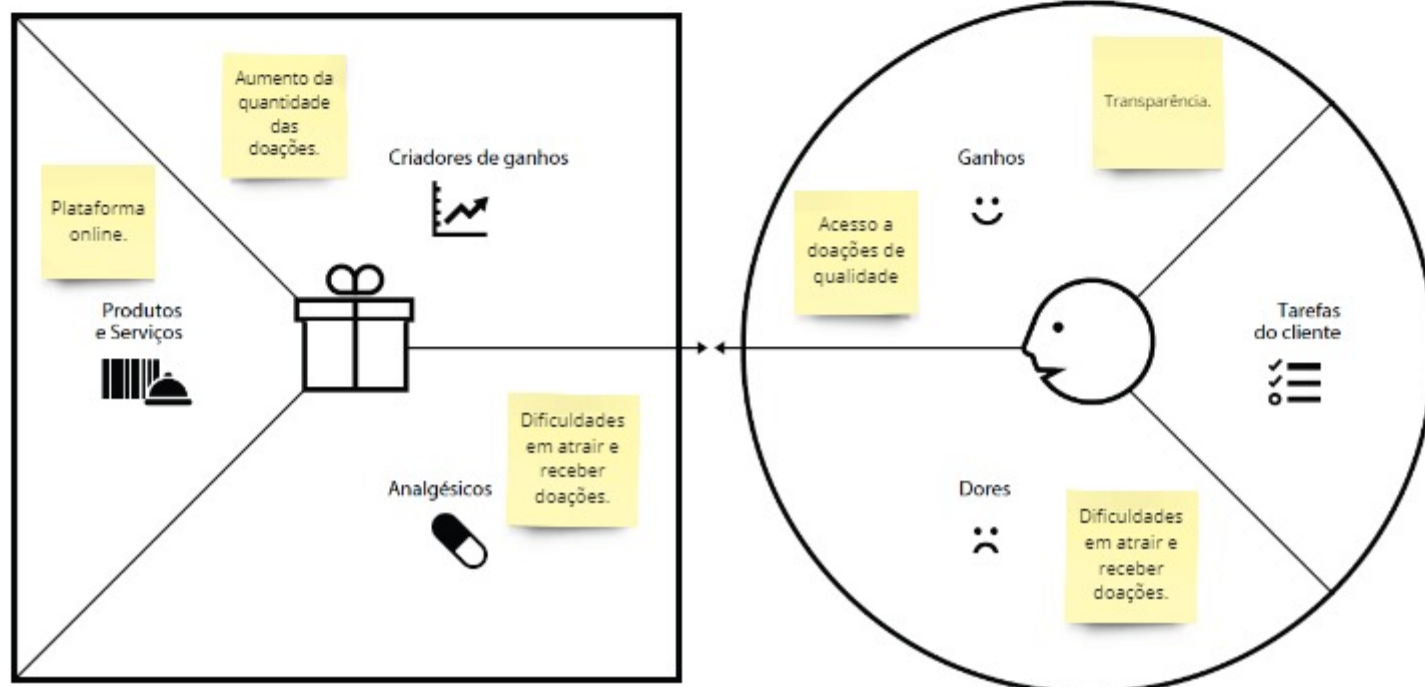 Aumento da
quantidade
das
doações.
Criadores de ganhos
Plataforma
online.
Produtos
e Serviços
Dificuldades
em atrair e
receber
doações.
Analgésicos
Transparência.
Ganhos
Acesso a
doações de
qualidade
Tarefas
do cliente
Dores
Dificuldades
em atrair e
receber
doações.